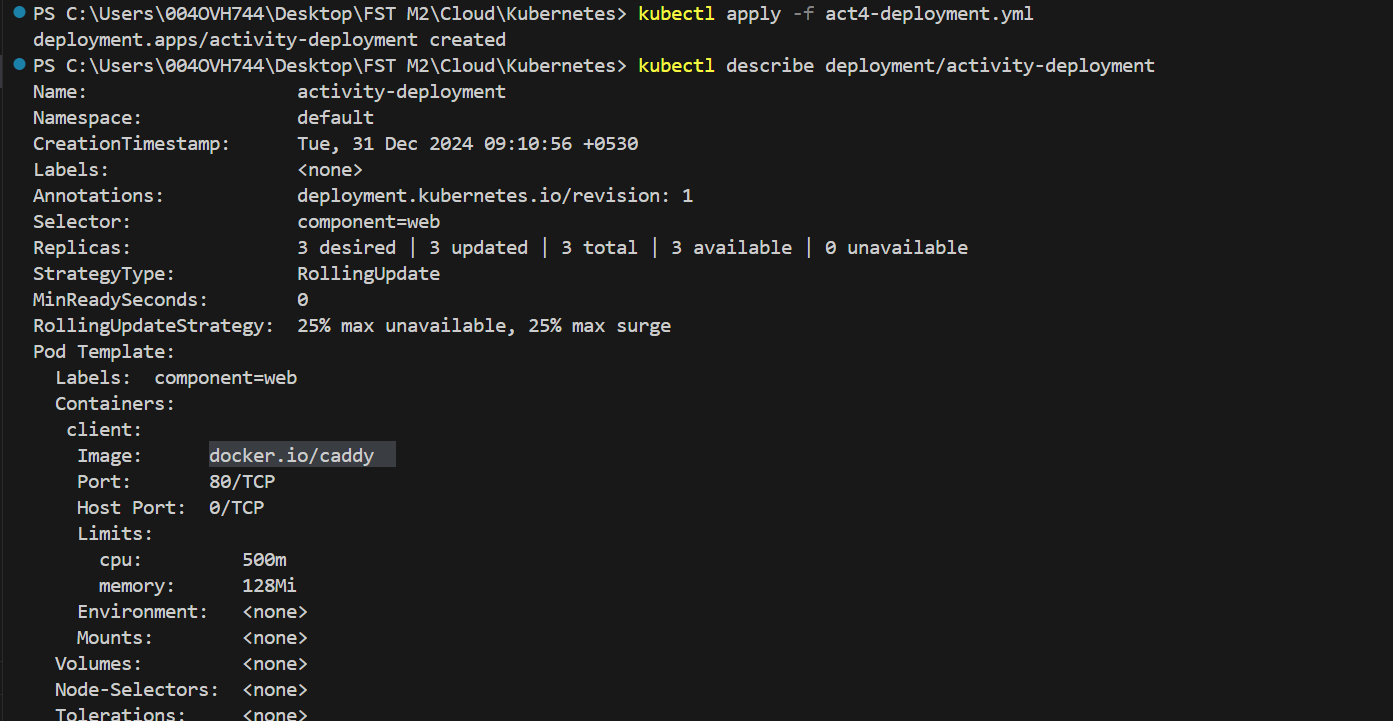 PS C:\Users\004OVH744\Desktop\FST M2\Cloud\Kubernetes> kubectl apply -f act4-deployment.yml
deployment.apps/activity-deployment created
PS C:\Users\004OVH744\Desktop\FST M2\Cloud\Kubernetes> kubectl describe deployment/activity-deployment
Name:                   activity-deployment
Namespace:              default
CreationTimestamp:      Tue, 31 Dec 2024 09:10:56 +0530
Labels:                 <none>
Annotations:            deployment.kubernetes.io/revision: 1
Selector:               component=web
Replicas:               3 desired | 3 updated | 3 total | 3 available | 0 unavailable
StrategyType:           RollingUpdate
MinReadySeconds:        0
RollingUpdateStrategy:  25% max unavailable, 25% max surge
Pod Template:
  Labels:  component=web
  Containers:
   client:
    Image:      docker.io/caddy
    Port:       80/TCP
    Host Port:  0/TCP
    Limits:
      cpu:         500m
      memory:      128Mi
    Environment:   <none>
    Mounts:        <none>
  Volumes:         <none>
  Node-Selectors:  <none>
  Tolerations:     <none>